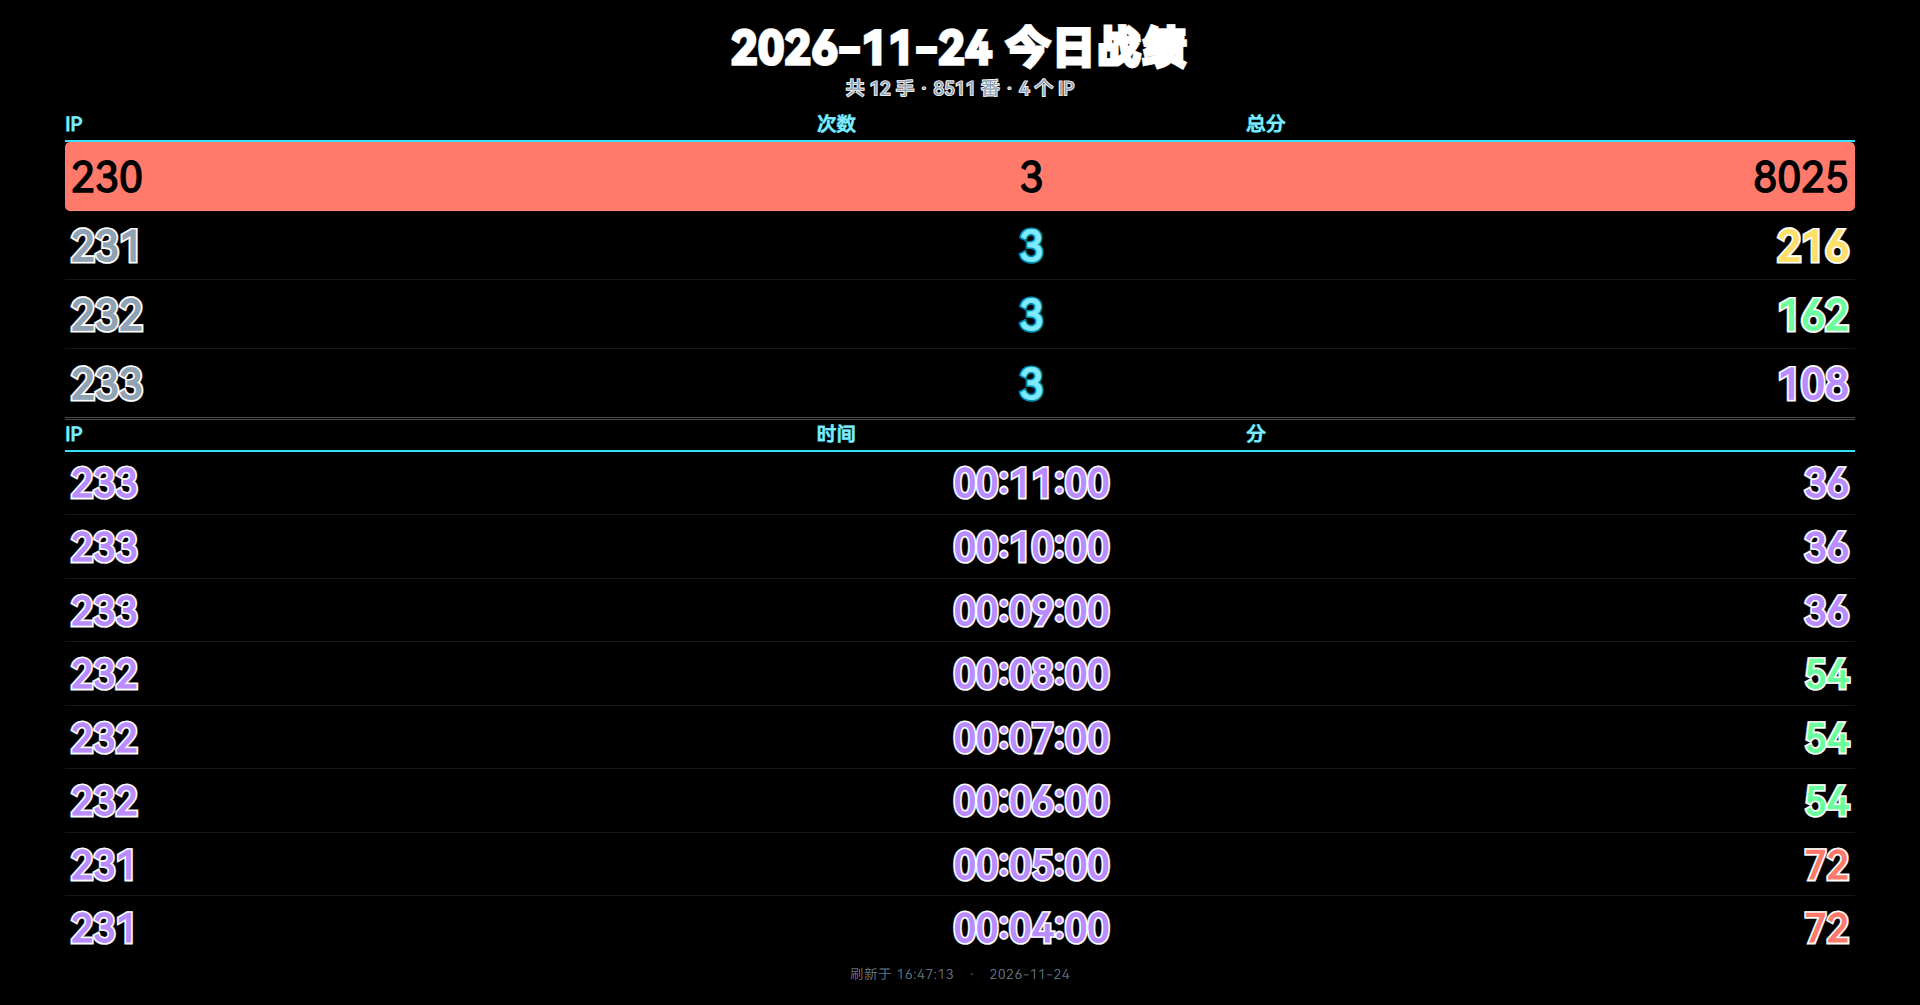 2026-11-24 今日战绩
共 12 手 · 8511 番 · 4 个 IP
IP 次数 总分
230 3 8025
231 3 216
232 3 162
233 3 108
IP 时间 分
233 00:11:00 36
233 00:10:00 36
233 00:09:00 36
232 00:08:00 54
232 00:07:00 54
232 00:06:00 54
231 00:05:00 72
231 00:04:00 72
刷新于 16:47:13 · 2026-11-24